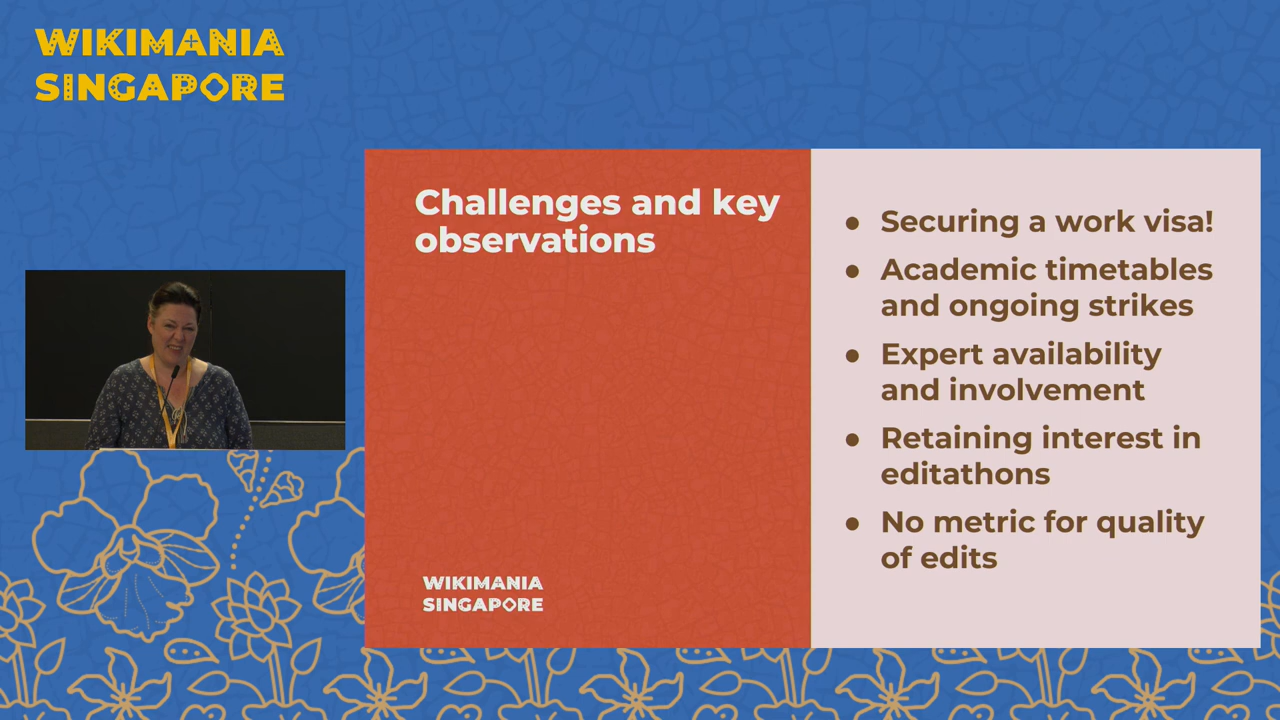 WIKIMANIA
SINGAPORE
Challenges and key
observations
● Securing a work visa!
● Academic timetables
and ongoing strikes
● Expert availability
and involvement
● Retaining interest in
editathons
● No metric for quality
of edits
WIKIMANIA
SINGAPORE